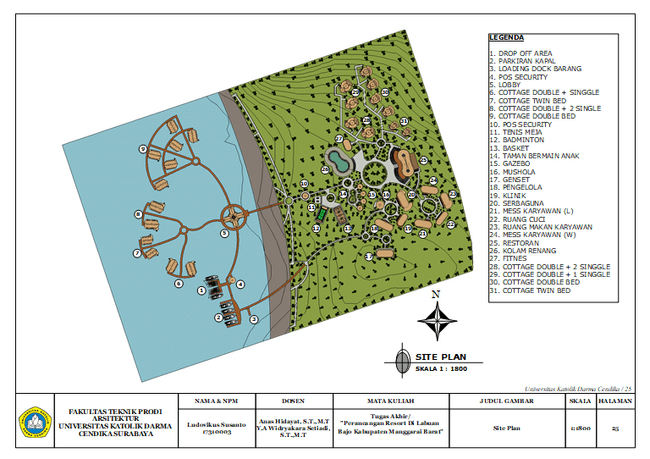 LEGENDA
1. DROP OFF AREA
2. PARKIRAN KAPAL
3. LOADING DOCK BARANG
4. POS SECURITY
5. LOBBY
6. COTTAGE DOUBLE + SINGGLE
7. COTTAGE TWIN BED
8. COTTAGE DOUBLE + 2 SINGLE
9. COTTAGE DOUBLE BED
10. POS SECURITY
11. TENIS MEJA
12. BADMINTON
13. BASKET
14. TAMAN BERMAIN ANAK
15. GAZEBO
16. MUSHOLA
17. GENSET
18. PENGELOLA
19. KLINIK
20. SERBAGUNA
21. MESS KARYAWAN (L)
22. RUANG CUCI
23. RUANG MAKAN KARYAWAN
24. MESS KARYAWAN (W)
25. RESTORAN
26. KOLAM RENANG
27. FITNES
28. COTTAGE DOUBLE + 2 SINGGLE
29. COTTAGE DOUBLE + 1 SINGGLE
30. COTTAGE DOUBLE BED
31. COTTAGE TWIN BED
N
SITE PLAN
SKALA 1 : 1800
Universitas Katolik Darma Cendika / 25
FAKULTAS TEKNIK PRODI
ARSITEKTUR
UNIVERSITAS KATOLIK DARMA
CENDIKA SURABAYA
NAMA & NPM
Ludovikus Susanto
17310003
DOSEN
Anas Hidayat, S.T.,M.T
Y.A Widryakara Setiadi,
S.T.,M.T
MATA KULIAH
Tugas Akhir/
"Perancangan Resort Di Labuan
Bajo Kabupaten Manggarai Barat"
JUDUL GAMBAR
Site Plan
SKALA
1:1800
HALAMAN
25